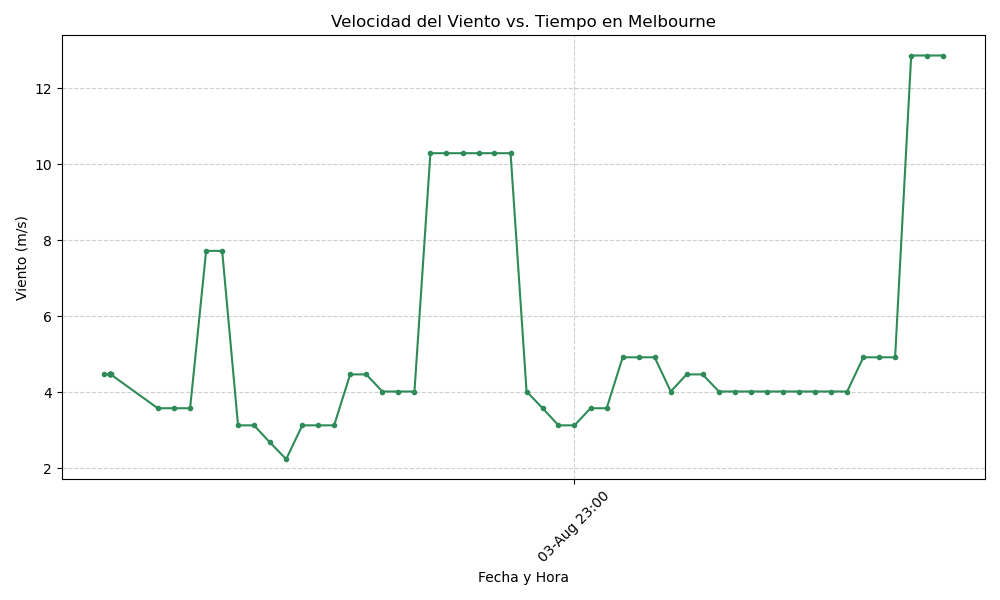 Velocidad del Viento vs. Tiempo en Melbourne
Viento (m/s)
12
10
8
6
4
2
03-Aug 23:00
Fecha y Hora